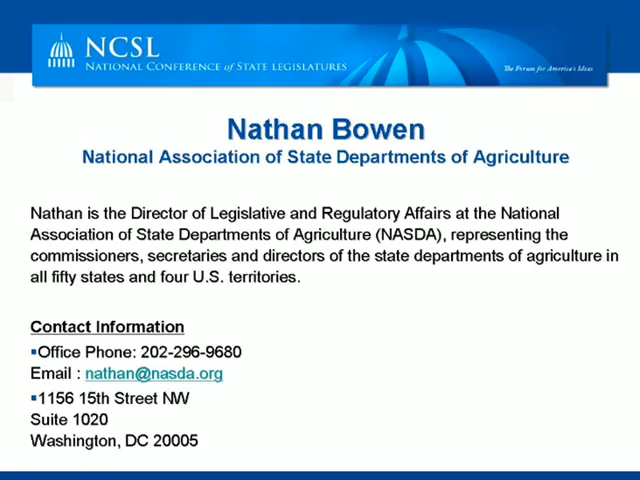 NCSL
NATIONAL CONFERENCE of STATE LEGISLATURES
The Forum for America's Ideas
Nathan Bowen
National Association of State Departments of Agriculture
Nathan is the Director of Legislative and Regulatory Affairs at the National
Association of State Departments of Agriculture (NASDA), representing the
commissioners, secretaries and directors of the state departments of agriculture in
all fifty states and four U.S. territories.
Contact Information
▪Office Phone: 202-296-9680
Email : nathan@nasda.org
▪1156 15th Street NW
Suite 1020
Washington, DC 20005